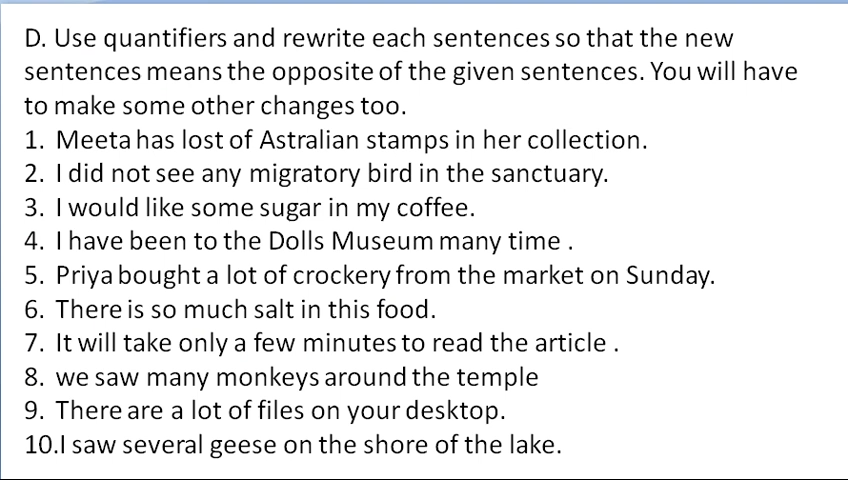 D. Use quantifiers and rewrite each sentences so that the new
sentences means the opposite of the given sentences. You will have
to make some other changes too.
1. Meeta has lost of Astralian stamps in her collection.
2. I did not see any migratory bird in the sanctuary.
3. I would like some sugar in my coffee.
4. I have been to the Dolls Museum many time .
5. Priya bought a lot of crockery from the market on Sunday.
6. There is so much salt in this food.
7. It will take only a few minutes to read the article .
8. we saw many monkeys around the temple
9. There are a lot of files on your desktop.
10.I saw several geese on the shore of the lake.